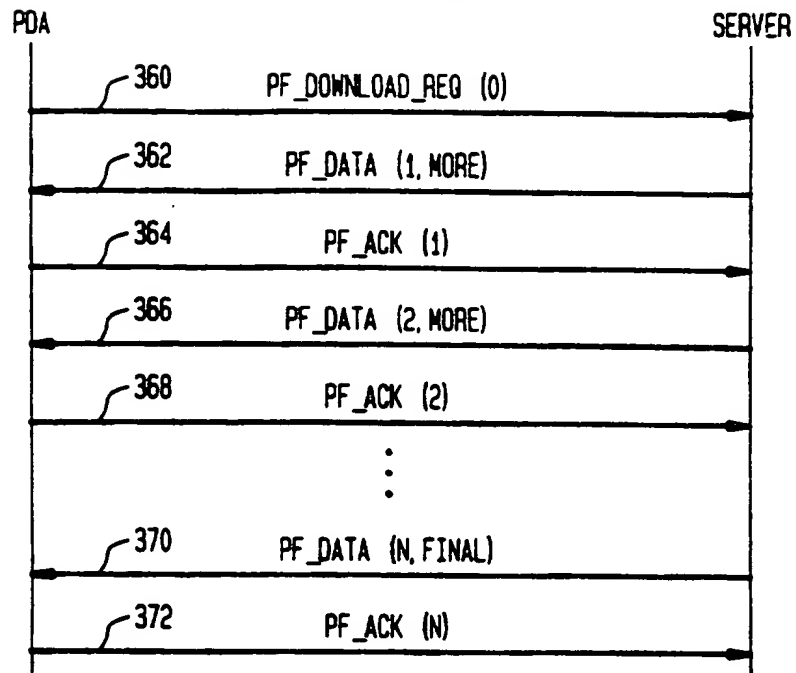 PDA SERVER
360 PF_DOWNLOAD_REQ (0)
362 PF_DATA (1, MORE)
364 PF_ACK (1)
366 PF_DATA (2, MORE)
368 PF_ACK (2)
370 PF_DATA (N, FINAL)
372 PF_ACK (N)